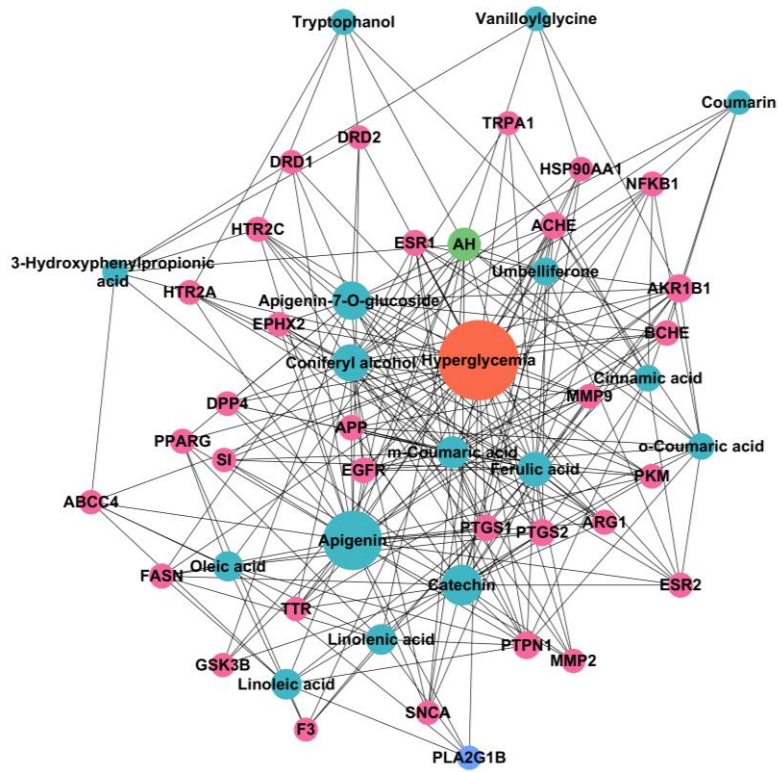 Tryptophanol
Vanilloylglycine
Coumarin
TRPA1
DRD2
DRD1
HSP90AA1
NFKB1
HTR2C
ESR1
AH
ACHE
3-Hydroxyphenylpropionic
acid
Umbelliferone
HTR2A
Apigenin-7-O-glucoside
AKR1B1
EPHX2
BCHE
Coniferyl alcohol
Hyperglycemia
Cinnamic acid
DPP4
MMP9
APP
PPARG
m-Coumaric acid
o-Coumaric acid
SI
EGFR
Ferulic acid
PKM
ABCC4
PTGS1
PTGS2
ARG1
Apigenin
FASN
Oleic acid
Catechin
ESR2
TTR
Linolenic acid
PTPN1
MMP2
GSK3B
Linoleic acid
SNCA
F3
PLA2G1B